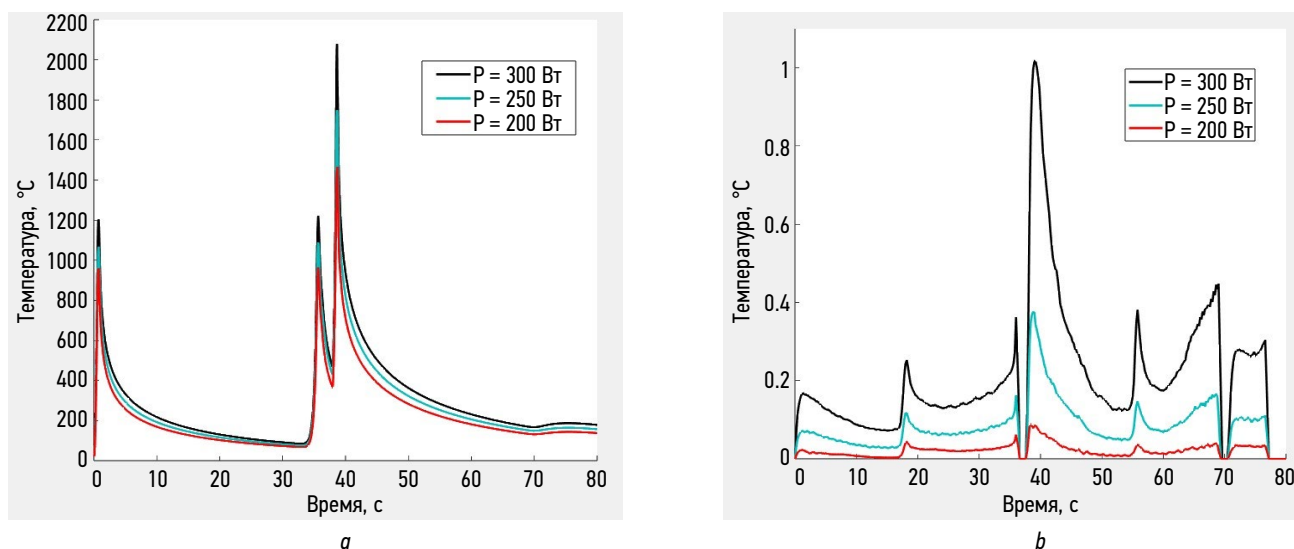 2200
2000
1800
1600
1400
1200
1000
800
600
400
200
0
Температура, °С
P = 300 Вт
P = 250 Вт
P = 200 Вт
0 10 20 30 40 50 60 70 80
Время, с
a
1
0.8
0.6
0.4
0.2
0
Температура, °С
P = 300 Вт
P = 250 Вт
P = 200 Вт
0 10 20 30 40 50 60 70 80
Время, с
b